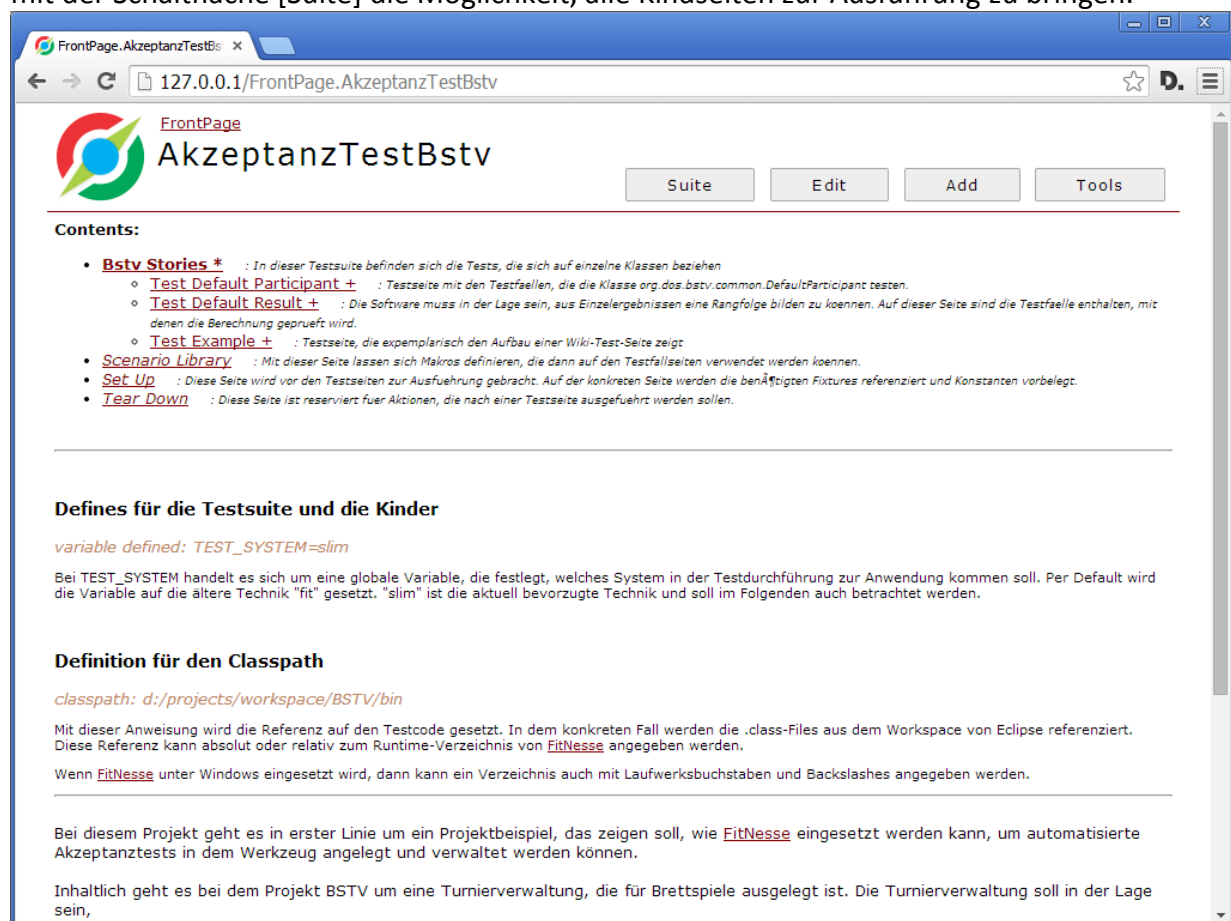 mit der Schaltfläche [Suite] die Möglichkeit, alle Kindseiten zur Ausführung zu bringen.
FrontPage.AkzeptanzTestBs
127.0.0.1/FrontPage.AkzeptanzTestBstv
D.
FrontPage
AkzeptanzTestBstv
Suite Edit Add Tools
Contents:
• Bstv Stories * : In dieser Testsuite befinden sich die Tests, die sich auf einzelne Klassen beziehen
◦ Test Default Participant + : Testseite mit den Testfaellen, die die Klasse org.dos.bstv.common.DefaultParticipant testen.
◦ Test Default Result + : Die Software muss in der Lage sein, aus Einzelergebnissen eine Rangfolge bilden zu koennen. Auf dieser Seite sind die Testfaelle enthalten, mit
denen die Berechnung geprueft wird.
◦ Test Example + : Testseite, die expemplarisch den Aufbau einer Wiki-Test-Seite zeigt
• Scenario Library : Mit dieser Seite lassen sich Makros definieren, die dann auf den Testfallseiten verwendet werden koennen.
• Set Up : Diese Seite wird vor den Testseiten zur Ausfuehrung gebracht. Auf der konkreten Seite werden die benÃ¶tigten Fixtures referenziert und Konstanten vorbelegt.
• Tear Down : Diese Seite ist reserviert fuer Aktionen, die nach einer Testseite ausgefuehrt werden sollen.
Defines für die Testsuite und die Kinder
variable defined: TEST_SYSTEM=slim
Bei TEST_SYSTEM handelt es sich um eine globale Variable, die festlegt, welches System in der Testdurchführung zur Anwendung kommen soll. Per Default wird
die Variable auf die ältere Technik "fit" gesetzt. "slim" ist die aktuell bevorzugte Technik und soll im Folgenden auch betrachtet werden.
Definition für den Classpath
classpath: d:/projects/workspace/BSTV/bin
Mit dieser Anweisung wird die Referenz auf den Testcode gesetzt. In dem konkreten Fall werden die .class-Files aus dem Workspace von Eclipse referenziert.
Diese Referenz kann absolut oder relativ zum Runtime-Verzeichnis von FitNesse angegeben werden.
Wenn FitNesse unter Windows eingesetzt wird, dann kann ein Verzeichnis auch mit Laufwerksbuchstaben und Backslashes angegeben werden.
Bei diesem Projekt geht es in erster Linie um ein Projektbeispiel, das zeigen soll, wie FitNesse eingesetzt werden kann, um automatisierte
Akzeptanztests in dem Werkzeug angelegt und verwaltet werden können.
Inhaltlich geht es bei dem Projekt BSTV um eine Turnierverwaltung, die für Brettspiele ausgelegt ist. Die Turnierverwaltung soll in der Lage
sein,